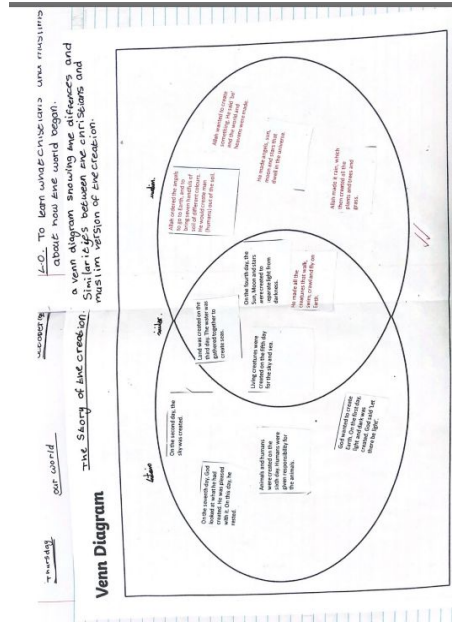 Thursday
our world
L.O. To learn what christians and muslims
about how the world began.
The Story of the creation.
a venn diagram showing the diffences and
Similarities between the christians and
muslim version of the creation.
Venn Diagram
On the second day, the
sky was created.
On the seventh day, God
looked at what he had
created. He was pleased
with it. On this day, he
rested.
Animals and humans
were created on the
sixth day. Humans were
given responsibility for
the animals.
God wanted to create
Earth. On the first day,
light and dark was
created. God said 'Let
there be light'.
Land was created on the
third day. The water was
gathered together to
create seas.
Living creatures were
created on the fifth day
for the sky and sea.
On the fourth day, the
Sun, Moon and stars
were created to
separate light from
darkness.
He made all the
creatures that walk,
swim, crawl and fly on
Earth.
Allah ordered the angels
to go to Earth, and to
bring seven handfuls of
soil of different colours.
He would create man
(humans) out of the soil.
Allah wanted to create
something. He said 'be'
and the world and
heavens were made.
He made angels, sun,
moon and stars that
dwell in the universe.
Allah made it rain, which
then created all the
plants and trees and
grass.